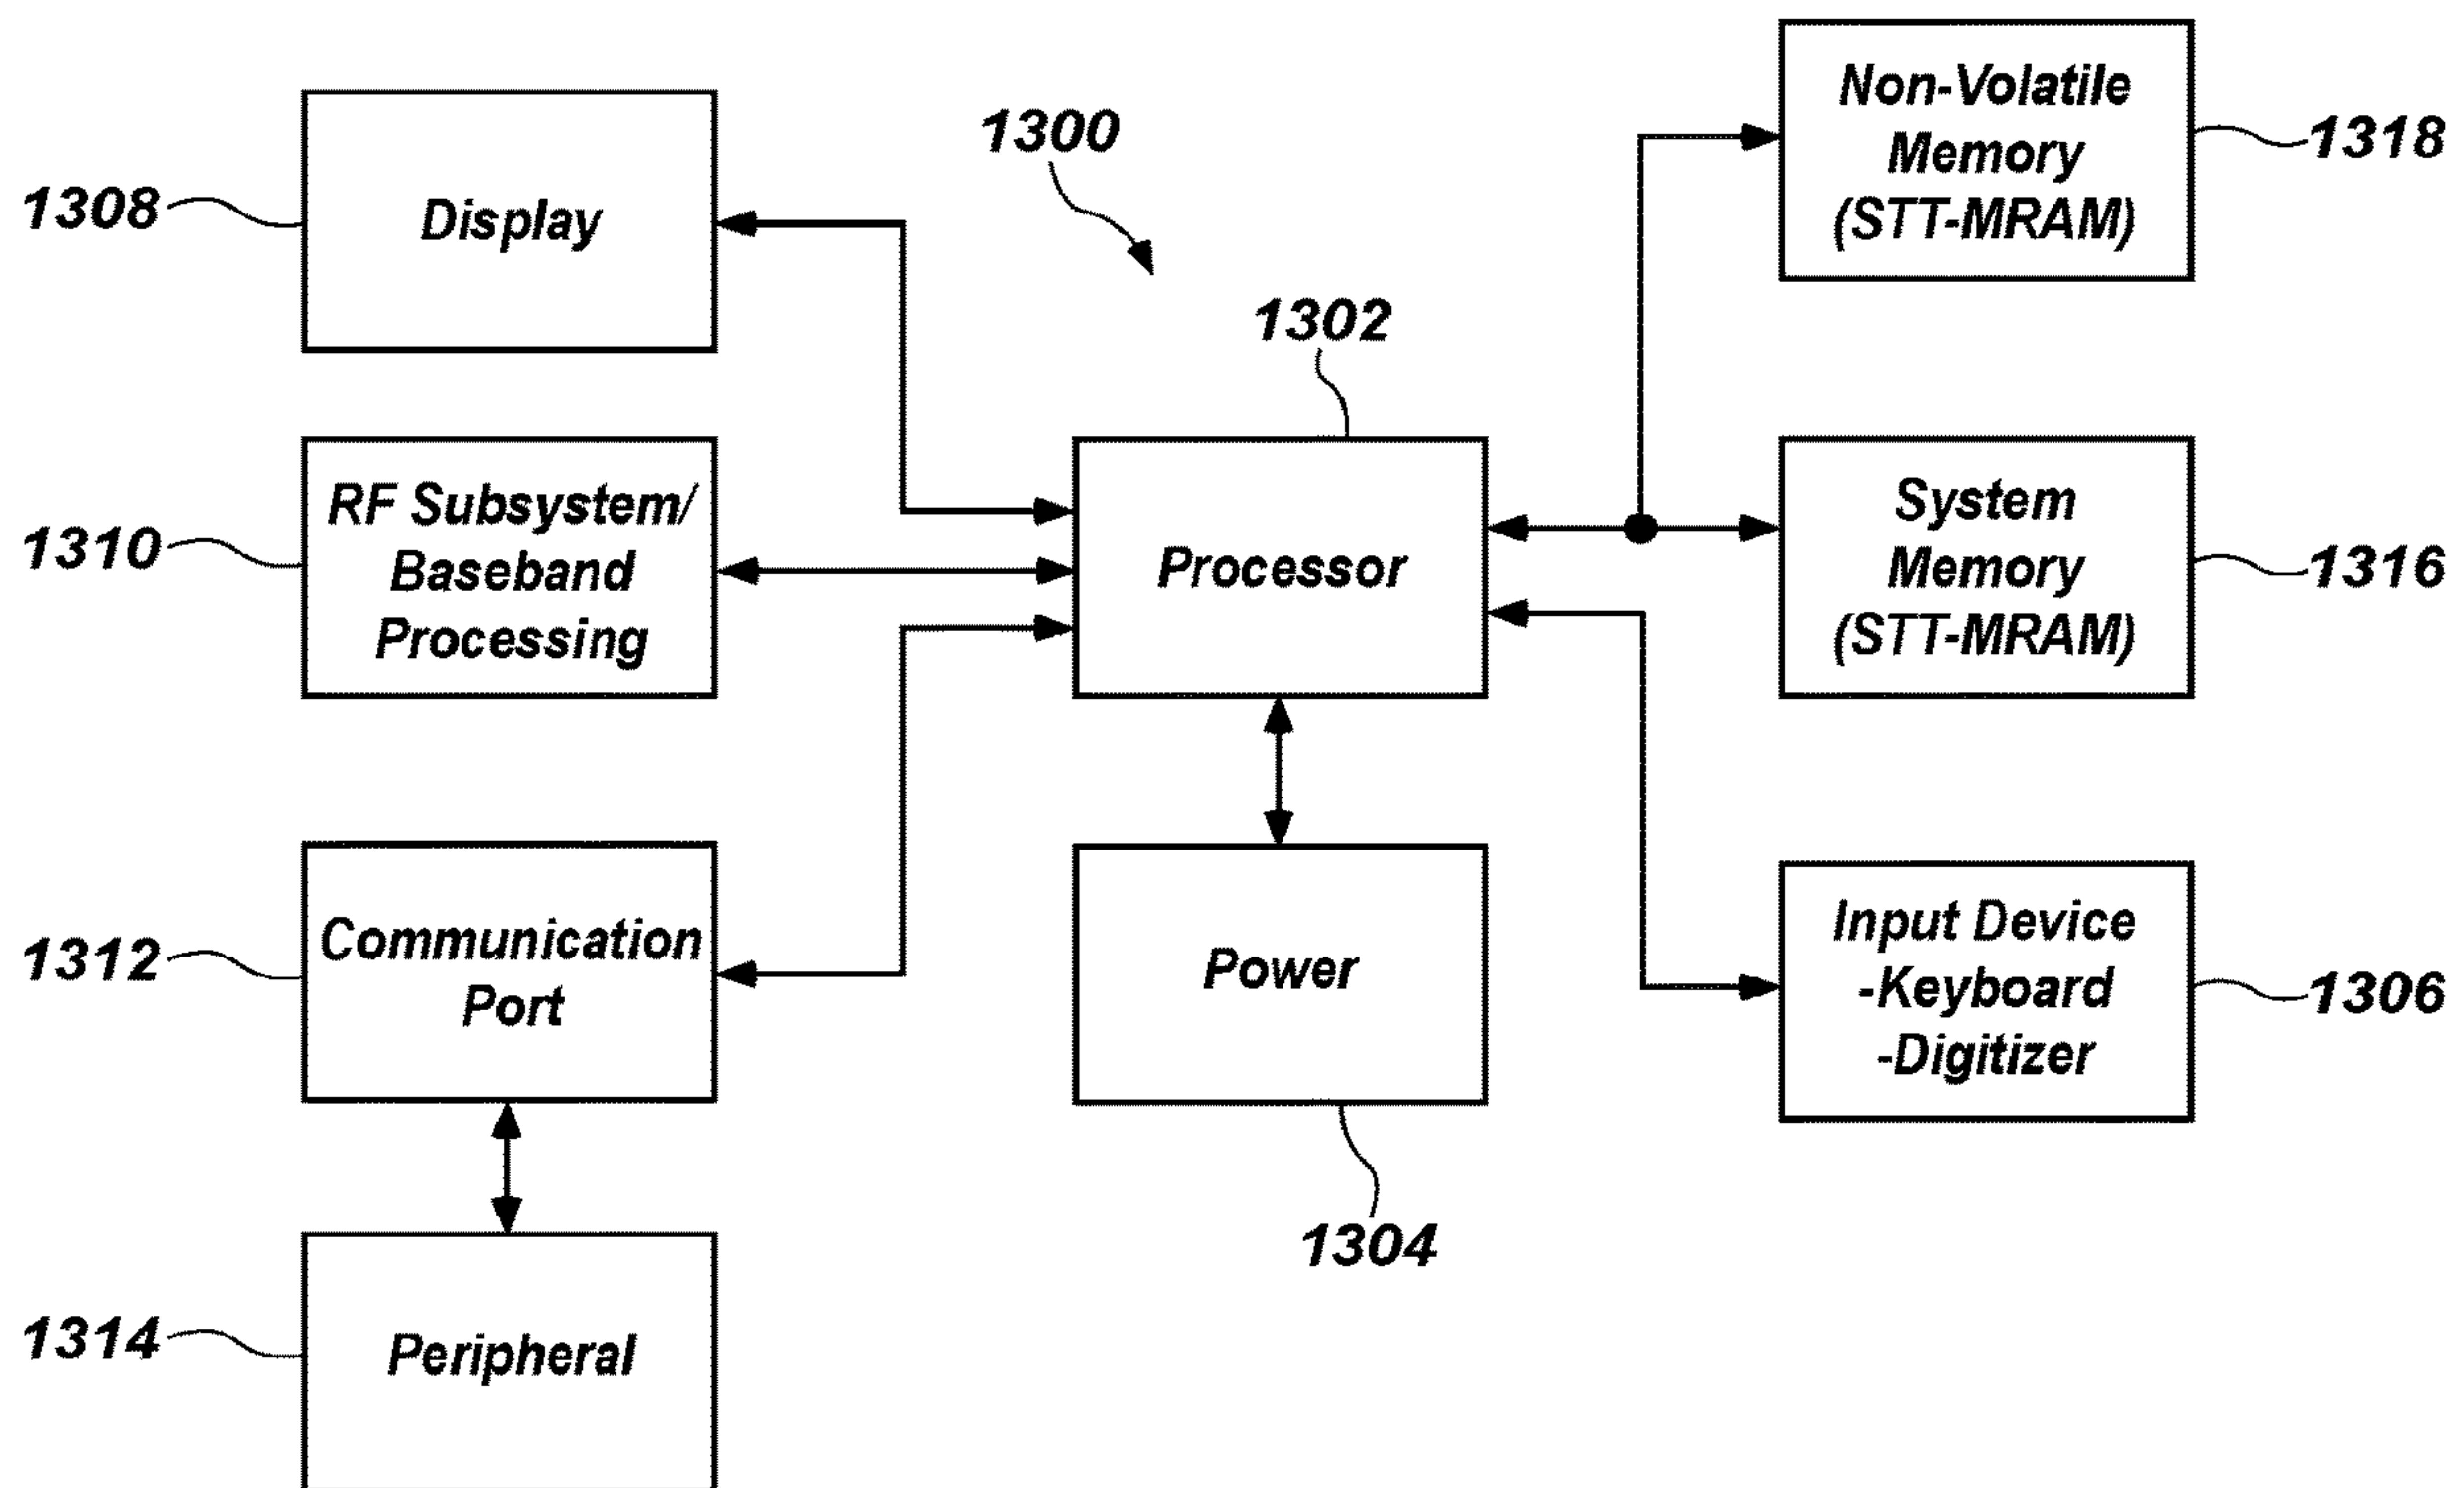 1300
1308
Display
1302
Non-Volatile
Memory
(STT-MRAM)
1318
1310
RF Subsystem/
Baseband
Processing
Processor
System
Memory
(STT-MRAM)
1316
1312
Communication
Port
Power
1304
Input Device
-Keyboard
-Digitizer
1306
1314
Peripheral